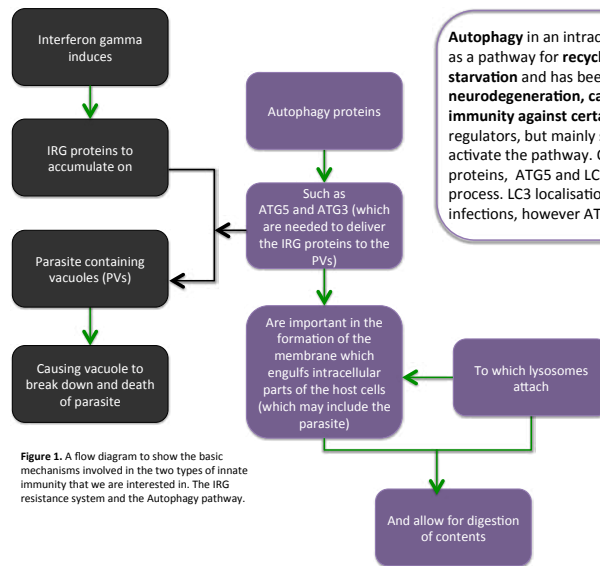 Interferon gamma
induces
IRG proteins to
accumulate on
Parasite containing
vacuoles (PVs)
Causing vacuole to
break down and death
of parasite
Figure 1. A flow diagram to show the basic
mechanisms involved in the two types of innate
immunity that we are interested in. The IRG
resistance system and the Autophagy pathway.
Autophagy proteins
Such as
ATG5 and ATG3 (which
are needed to deliver
the IRG proteins to the
PVs)
Are important in the
formation of the
membrane which
engulfs intracellular
parts of the host cells
(which may include the
parasite)
To which lysosomes
attach
And allow for digestion
of contents
Autophagy in an intrac
as a pathway for recycl
starvation and has bee
neurodegeneration, ca
immunity against certa
regulators, but mainly s
activate the pathway. C
proteins, ATG5 and LC
process. LC3 localisatio
infections, however AT